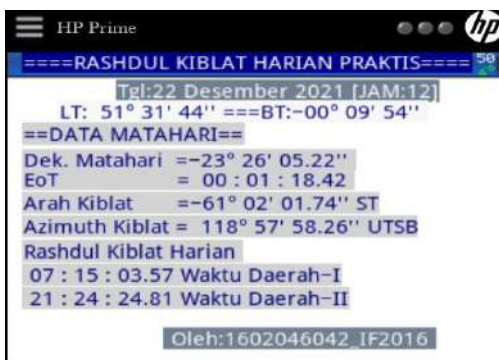 HP Prime
hp
====RASHDUL KIBLAT HARIAN PRAKTIS====
50
Tgl:22 Desember 2021 [JAM:12]
LT: 51° 31' 44'' ===BT:−00° 09' 54''
==DATA MATAHARI==
Dek. Matahari =−23° 26' 05.22''
EoT = 00 : 01 : 18.42
Arah Kiblat =−61° 02' 01.74'' ST
Azimuth Kiblat = 118° 57' 58.26'' UTSB
Rashdul Kiblat Harian
07 : 15 : 03.57 Waktu Daerah−I
21 : 24 : 24.81 Waktu Daerah−II
Oleh:1602046042_IF2016